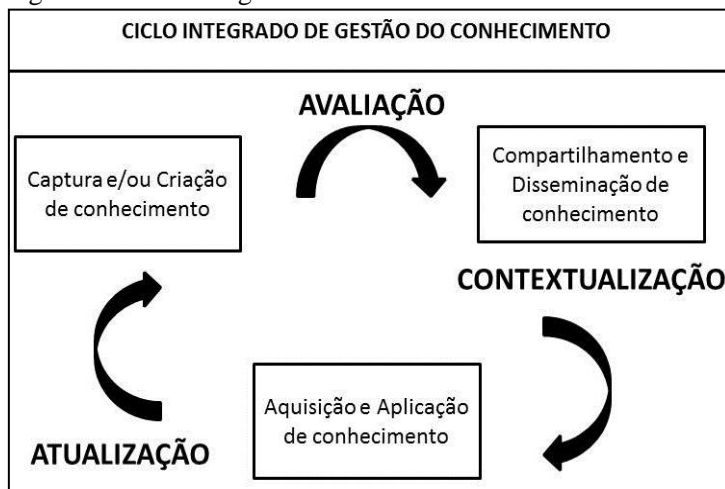 CICLO INTEGRADO DE GESTÃO DO CONHECIMENTO
AVALIAÇÃO
Captura e/ou Criação
de conhecimento
Compartilhamento e
Disseminação de
conhecimento
CONTEXTUALIZAÇÃO
Aquisição e Aplicação
de conhecimento
ATUALIZAÇÃO